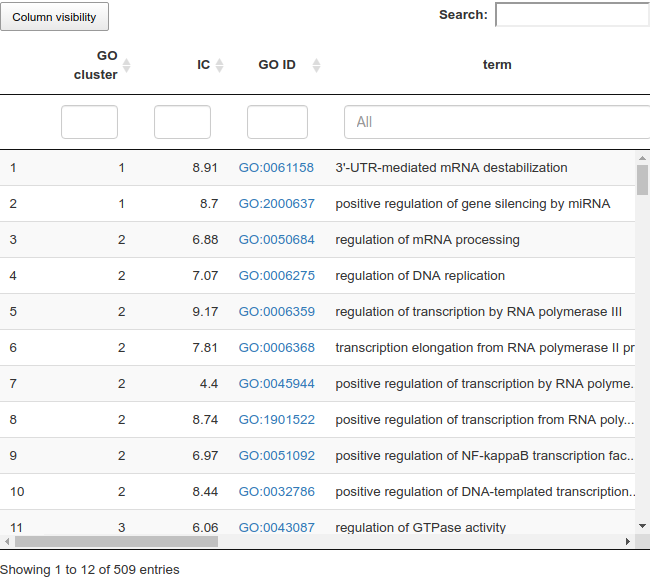 Column visibility
Search:
GO cluster IC GO ID term
All
1 1 8.91 GO:0061158 3'-UTR-mediated mRNA destabilization
2 1 8.7 GO:2000637 positive regulation of gene silencing by miRNA
3 2 6.88 GO:0050684 regulation of mRNA processing
4 2 7.07 GO:0006275 regulation of DNA replication
5 2 9.17 GO:0006359 regulation of transcription by RNA polymerase III
6 2 7.81 GO:0006368 transcription elongation from RNA polymerase II pr
7 2 4.4 GO:0045944 positive regulation of transcription by RNA polyme.
8 2 8.74 GO:1901522 positive regulation of transcription from RNA poly...
9 2 6.97 GO:0051092 positive regulation of NF-kappaB transcription fac..
10 2 8.44 GO:0032786 positive regulation of DNA-templated transcription..
11 3 6.06 GO:0043087 regulation of GTPase activity
Showing 1 to 12 of 509 entries